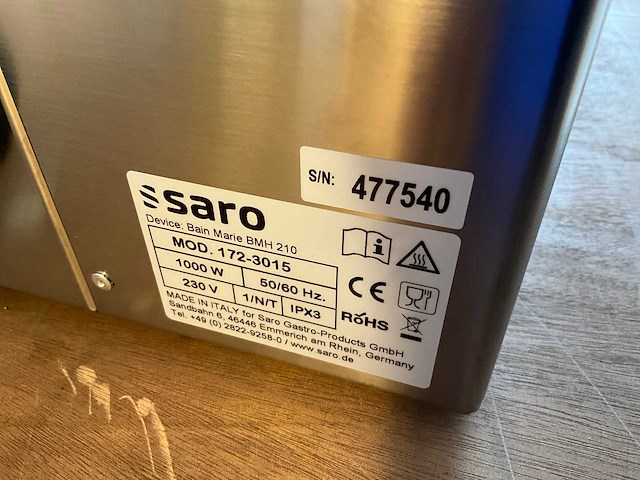 S/N: 477540
saro
Device: Bain Marie BMH 210
MOD. 172-3015
1000 W 50/60 Hz.
230 V 1/N/T IPX3
CE
RoHS
MADE IN ITALY for Saro Gastro-Products GmbH
Sandbahn 6, 46446 Emmerich am Rhein, Germany
Tel. +49 (0) 2822-9258-0 / www.saro.de